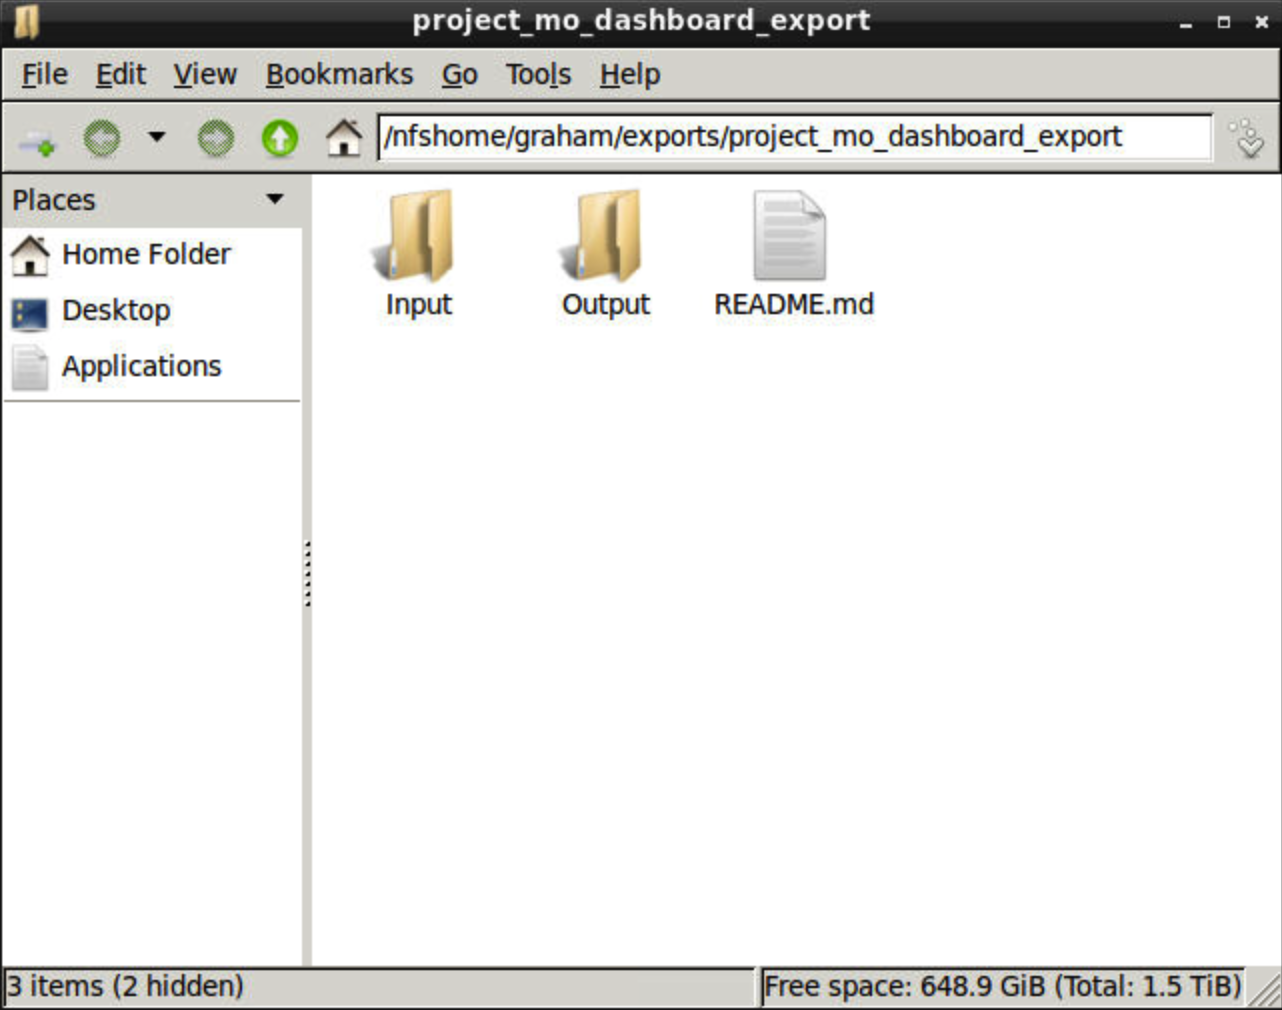 project_mo_dashboard_export
File Edit View Bookmarks Go Tools Help
/nfshome/graham/exports/project_mo_dashboard_export
Places
Home Folder
Desktop
Applications
Input Output README.md
3 items (2 hidden) Free space: 648.9 GiB (Total: 1.5 TiB)